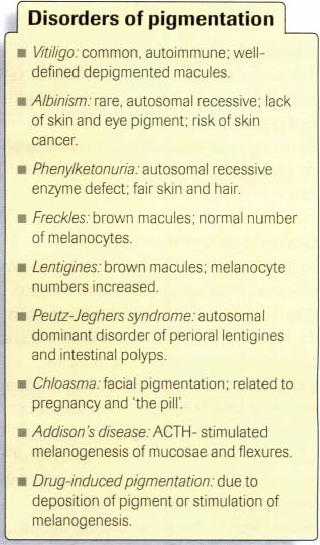 Disorders of pigmentation
■ Vitiligo: common, autoimmune; well-
defined depigmented macules.
■ Albinism: rare, autosomal recessive; lack
of skin and eye pigment; risk of skin
cancer.
■ Phenylketonuria: autosomal recessive
enzyme defect; fair skin and hair.
■ Freckles: brown macules; normal number
of melanocytes.
■ Lentigines: brown macules; melanocyte
numbers increased.
■ Peutz-Jeghers syndrome: autosomal
dominant disorder of perioral lentigines
and intestinal polyps.
■ Chloasma: facial pigmentation; related to
pregnancy and 'the pill'.
■ Addison's disease: ACTH- stimulated
melanogenesis of mucosae and flexures.
■ Drug-induced pigmentation: due to
deposition of pigment or stimulation of
melanogenesis.